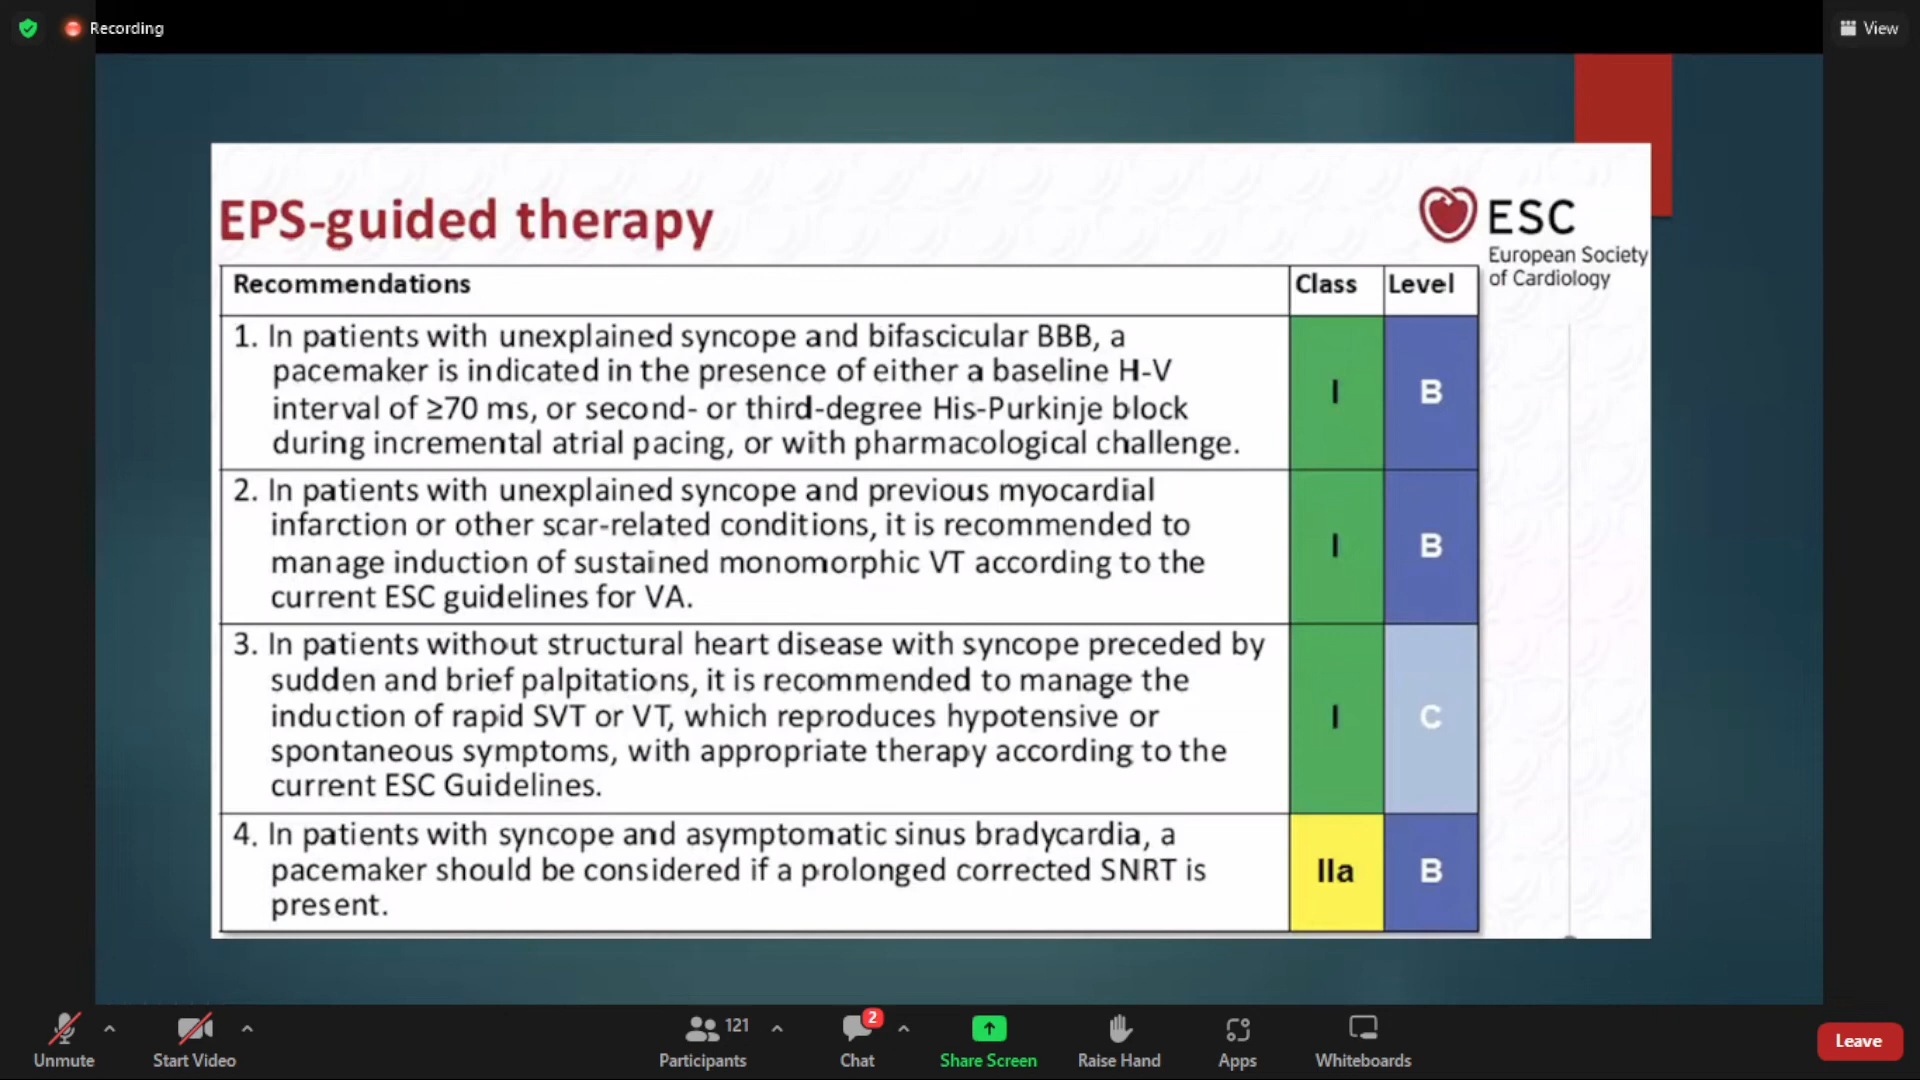 Recording
View
EPS-guided therapy
ESC
European Society
of Cardiology
Recommendations Class Level
1. In patients with unexplained syncope and bifascicular BBB, a
pacemaker is indicated in the presence of either a baseline H-V
interval of ≥70 ms, or second- or third-degree His-Purkinje block
during incremental atrial pacing, or with pharmacological challenge.
I B
2. In patients with unexplained syncope and previous myocardial
infarction or other scar-related conditions, it is recommended to
manage induction of sustained monomorphic VT according to the
current ESC guidelines for VA.
I B
3. In patients without structural heart disease with syncope preceded by
sudden and brief palpitations, it is recommended to manage the
induction of rapid SVT or VT, which reproduces hypotensive or
spontaneous symptoms, with appropriate therapy according to the
current ESC Guidelines.
I C
4. In patients with syncope and asymptomatic sinus bradycardia, a
pacemaker should be considered if a prolonged corrected SNRT is
present.
IIa B
121
2
Unmute Start Video Participants Chat Share Screen Raise Hand Apps Whiteboards Leave